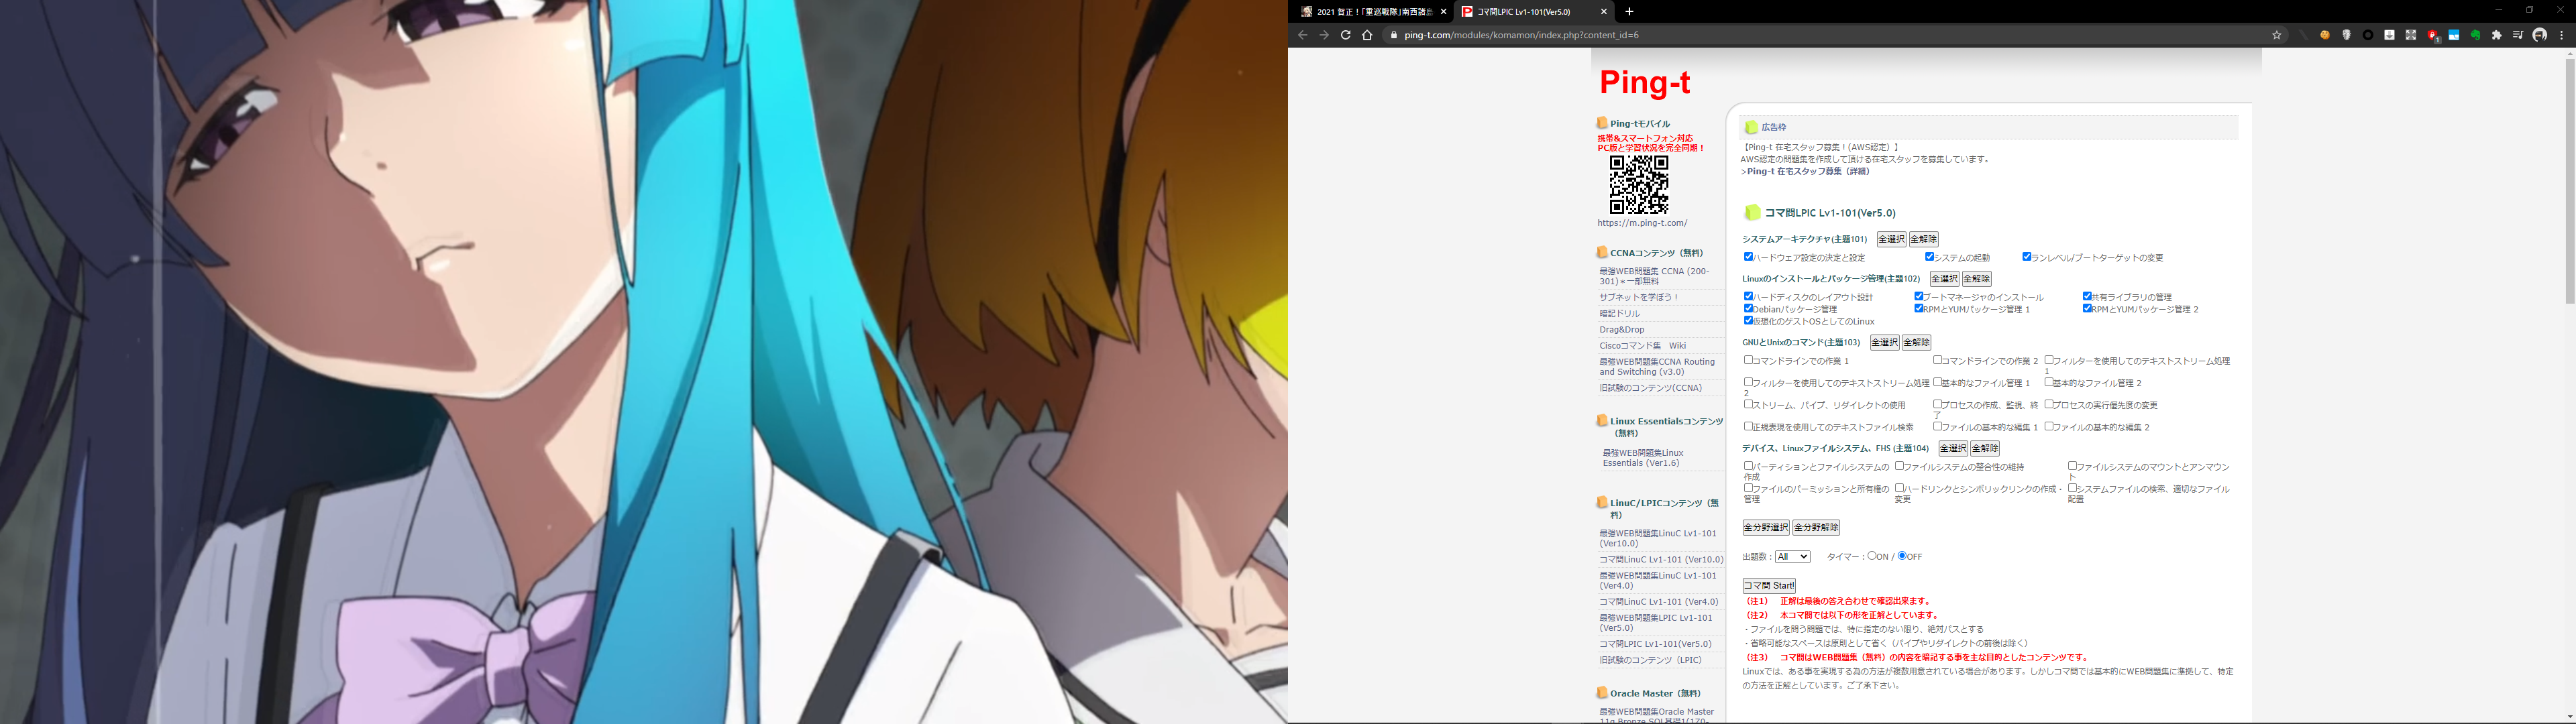 2021 賀正！「重巡戦隊」南西諸島
コマ問LPIC Lv1-101(Ver5.0)
ping-t.com/modules/komamon/index.php?content_id=6
Ping-t
Ping-tモバイル
携帯&スマートフォン対応
PC版と学習状況を完全同期！
https://m.ping-t.com/
CCNAコンテンツ（無料）
最強WEB問題集 CCNA (200-
301)＊一部無料
サブネットを学ぼう！
暗記ドリル
Drag&Drop
Ciscoコマンド集　Wiki
最強WEB問題集CCNA Routing
and Switching (v3.0)
旧試験のコンテンツ(CCNA)
Linux Essentialsコンテンツ
（無料）
最強WEB問題集Linux
Essentials (Ver1.6)
LinuC/LPICコンテンツ（無
料）
最強WEB問題集LinuC Lv1-101
(Ver10.0)
コマ問LinuC Lv1-101 (Ver10.0)
最強WEB問題集LinuC Lv1-101
(Ver4.0)
コマ問LinuC Lv1-101 (Ver4.0)
最強WEB問題集LPIC Lv1-101
(Ver5.0)
コマ問LPIC Lv1-101(Ver5.0)
旧試験のコンテンツ（LPIC）
Oracle Master（無料）
最強WEB問題集Oracle Master
広告枠
【Ping-t 在宅スタッフ募集！(AWS認定）】
AWS認定の問題集を作成して頂ける在宅スタッフを募集しています。
>Ping-t 在宅スタッフ募集（詳細）
コマ問LPIC Lv1-101(Ver5.0)
システムアーキテクチャ(主題101) 全選択 全解除
ハードウェア設定の決定と設定 システムの起動 ランレベル/ブートターゲットの変更
Linuxのインストールとパッケージ管理(主題102) 全選択 全解除
ハードディスクのレイアウト設計 ブートマネージャのインストール 共有ライブラリの管理
Debianパッケージ管理 RPMとYUMパッケージ管理 1 RPMとYUMパッケージ管理 2
仮想化のゲストOSとしてのLinux
GNUとUnixのコマンド(主題103) 全選択 全解除
コマンドラインでの作業 1 コマンドラインでの作業 2 フィルターを使用してのテキストストリーム処理
1
フィルターを使用してのテキストストリーム処理 基本的なファイル管理 1 基本的なファイル管理 2
2
ストリーム、パイプ、リダイレクトの使用 プロセスの作成、監視、終 プロセスの実行優先度の変更
了
正規表現を使用してのテキストファイル検索 ファイルの基本的な編集 1 ファイルの基本的な編集 2
デバイス、Linuxファイルシステム、FHS (主題104) 全選択 全解除
パーティションとファイルシステムの ファイルシステムの整合性の維持 ファイルシステムのマウントとアンマウン
作成 ト
ファイルのパーミッションと所有権の ハードリンクとシンボリックリンクの作成・ システムファイルの検索、適切なファイル
管理 変更 配置
全分野選択 全分野解除
出題数：All タイマー：ON / OFF
コマ問 Start!
（注1）　正解は最後の答え合わせで確認出来ます。
（注2）　本コマ問では以下の形を正解としています。
・ファイルを問う問題では、特に指定のない限り、絶対パスとする
・省略可能なスペースは原則として省く（パイプやリダイレクトの前後は除く）
（注3）　コマ問はWEB問題集（無料）の内容を暗記する事を主な目的としたコンテンツです。
Linuxでは、ある事を実現する為の方法が複数用意されている場合があります。しかしコマ問では基本的にWEB問題集に準拠して、特定
の方法を正解としています。ご了承下さい。